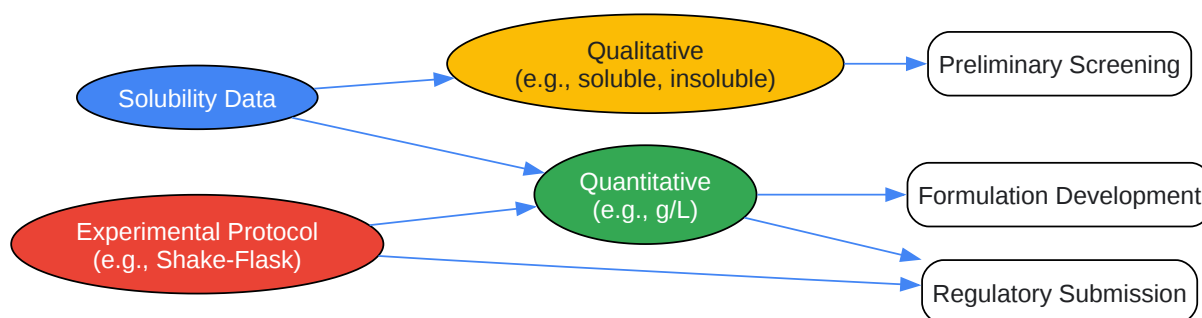 Qualitative
(e.g., soluble, insoluble)
Preliminary Screening
Solubility Data
Quantitative
(e.g., g/L)
Formulation Development
Experimental Protocol
(e.g., Shake-Flask)
Regulatory Submission